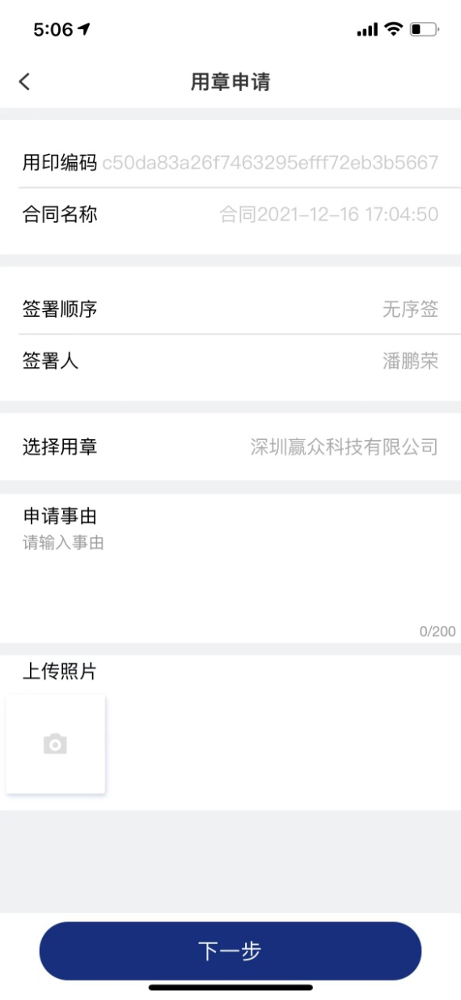 5:06
用章申请
用印编码 c50da83a26f7463295efff72eb3b5667
合同名称 合同2021-12-16 17:04:50
签署顺序 无序签
签署人 潘鹏荣
选择用章 深圳赢众科技有限公司
申请事由
请输入事由
0/200
上传照片
下一步